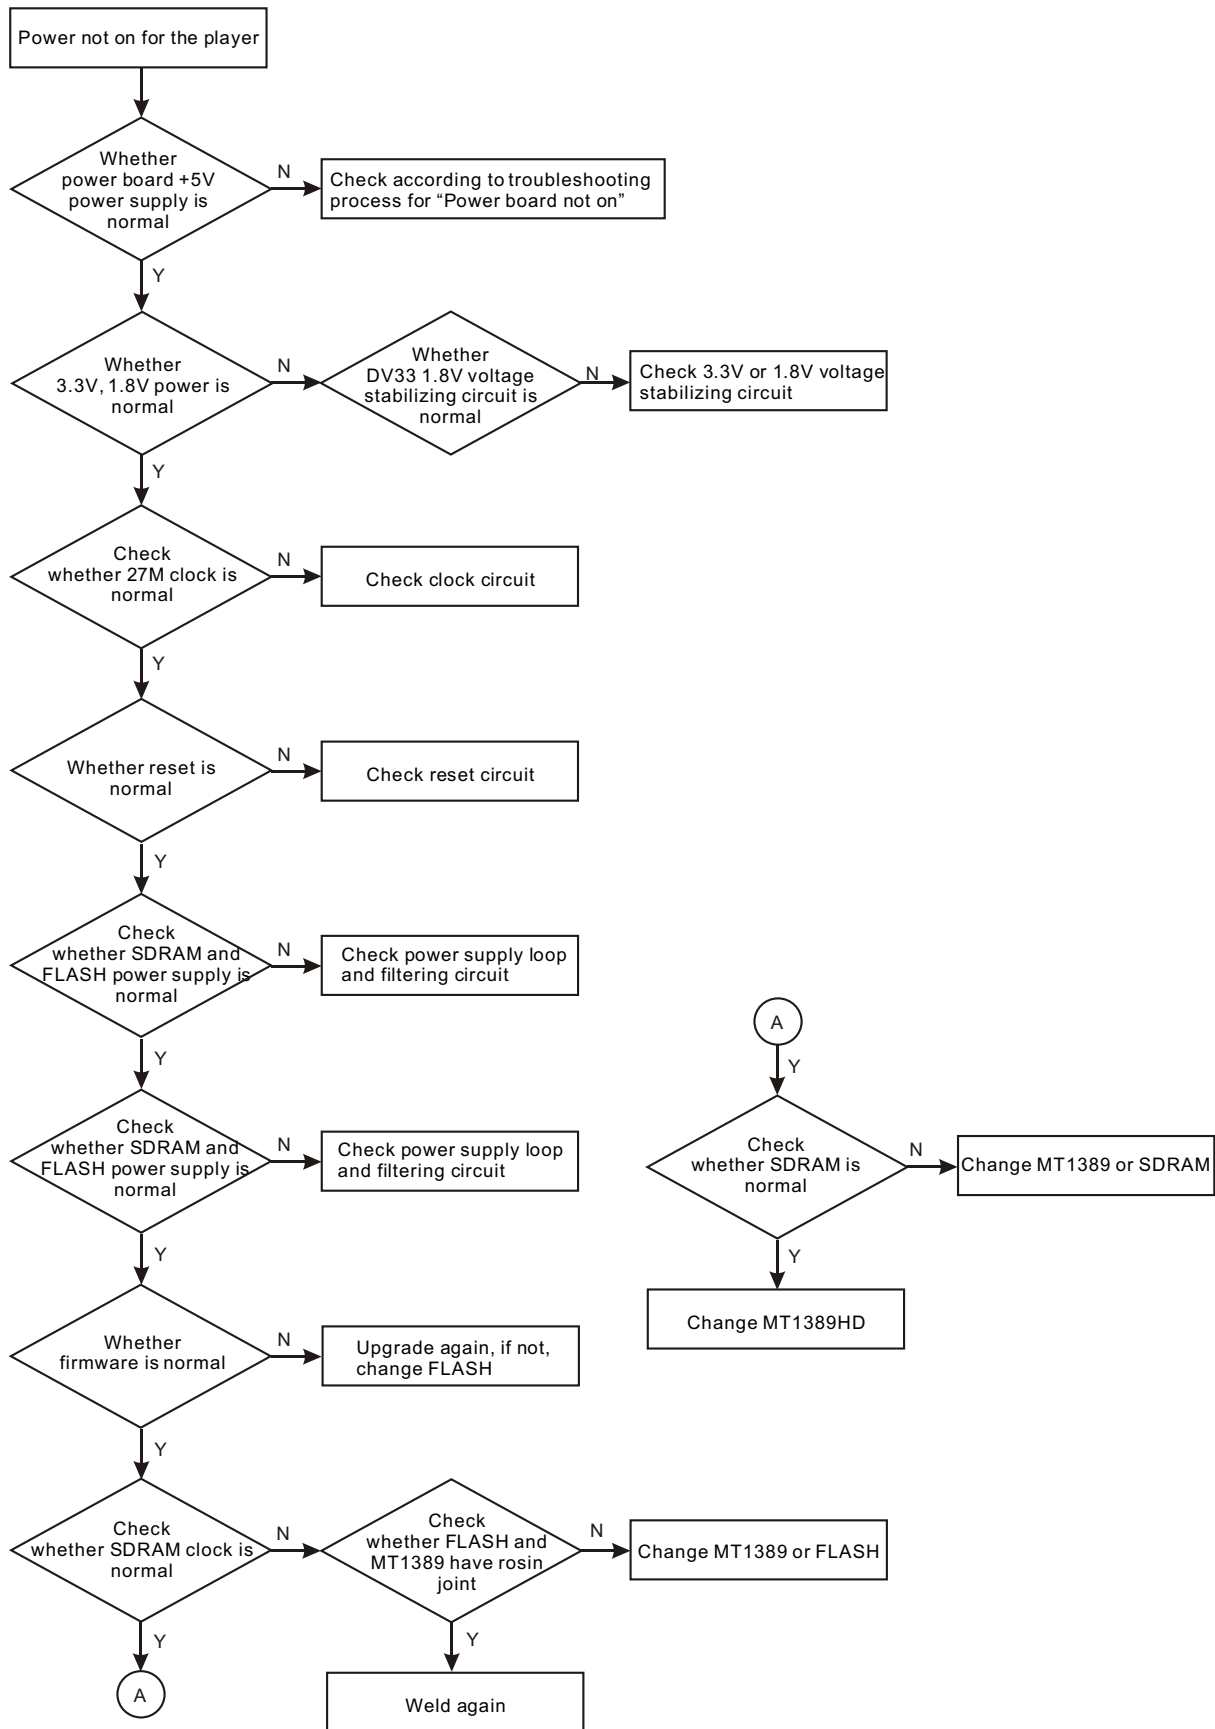 Power not on for the player
Whether
power board +5V
power supply is
normal
N
Check according to troubleshooting
process for “Power board not on”
Y
Whether
3.3V, 1.8V power is
normal
N
Whether
DV33 1.8V voltage
stabilizing circuit is
normal
N
Check 3.3V or 1.8V voltage
stabilizing circuit
Y
Check
whether 27M clock is
normal
N
Check clock circuit
Y
Whether reset is
normal
N
Check reset circuit
Y
Check
whether SDRAM and
FLASH power supply is
normal
N
Check power supply loop
and filtering circuit
Y
Check
whether SDRAM and
FLASH power supply is
normal
N
Check power supply loop
and filtering circuit
Y
Whether
firmware is normal
N
Upgrade again, if not,
change FLASH
Y
Check
whether SDRAM clock is
normal
N
Check
whether FLASH and
MT1389 have rosin
joint
N
Change MT1389 or FLASH
Y
A
Y
Weld again
A
Y
Check
whether SDRAM is
normal
N
Change MT1389 or SDRAM
Y
Change MT1389HD